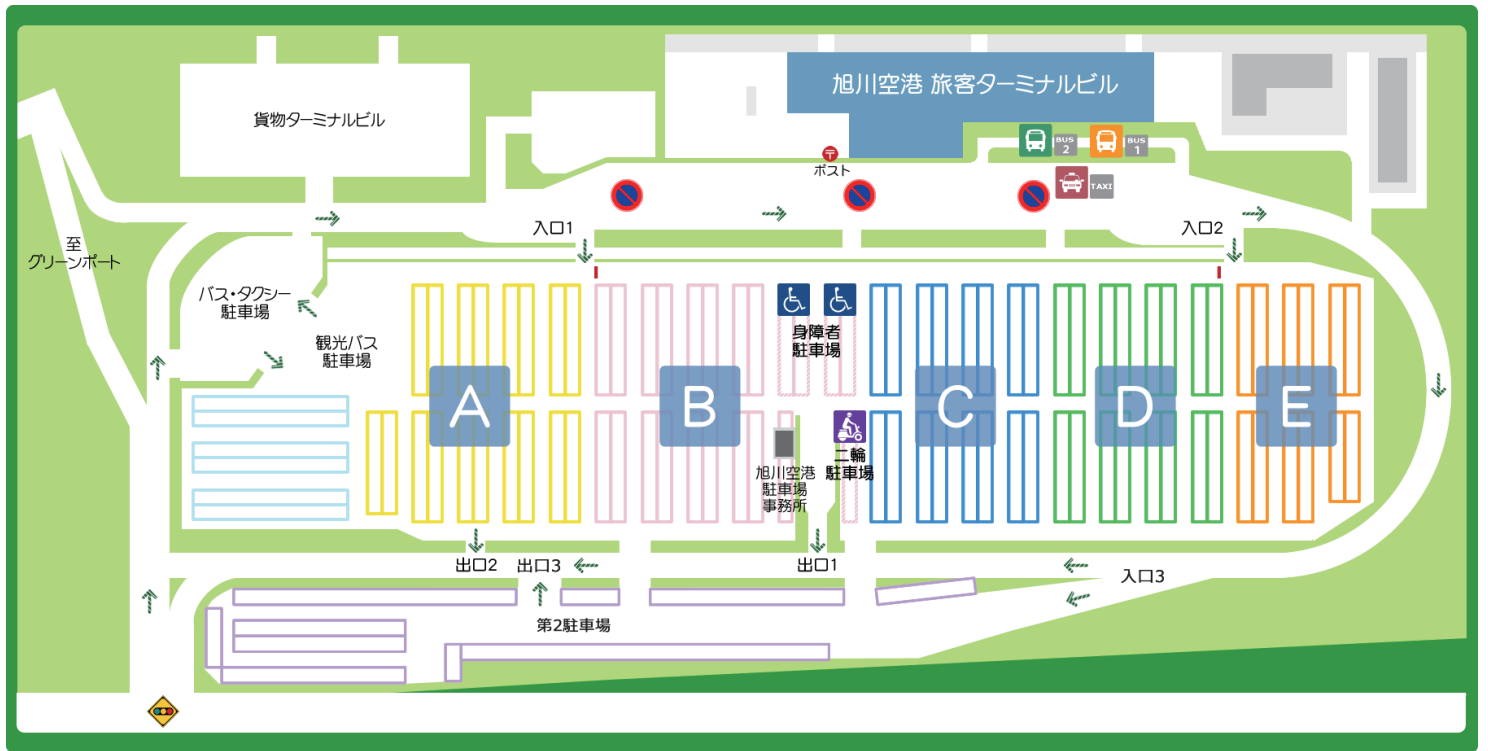 旭川空港 旅客ターミナルビル
貨物ターミナルビル
BUS
2
BUS
1
ポスト
TAXI
入口1
入口2
至
グリーンポート
バス・タクシー
駐車場
観光バス
駐車場
身障者
駐車場
A
B
C
D
E
二輪
駐車場
旭川空港
駐車場
事務所
出口2
出口3
出口1
入口3
第2駐車場